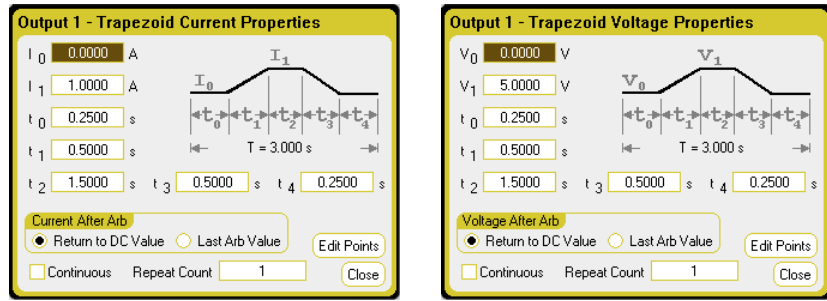 Output 1 - Trapezoid Current Properties
I 0 0.0000 A
I1
I0
I 1 1.0000 A
t 0 0.2500 s
t0 t1 t2 t3 t4
t 1 0.5000 s
T = 3.000 s
t 2 1.5000 s t 3 0.5000 s t 4 0.2500 s
Current After Arb
Return to DC Value Last Arb Value
Edit Points
Continuous Repeat Count 1
Close
Output 1 - Trapezoid Voltage Properties
V0 0.0000 V
V1
V0
V1 5.0000 V
t 0 0.2500 s
t0 t1 t2 t3 t4
t 1 0.5000 s
T = 3.000 s
t 2 1.5000 s t 3 0.5000 s t 4 0.2500 s
Voltage After Arb
Return to DC Value Last Arb Value
Edit Points
Continuous Repeat Count 1
Close